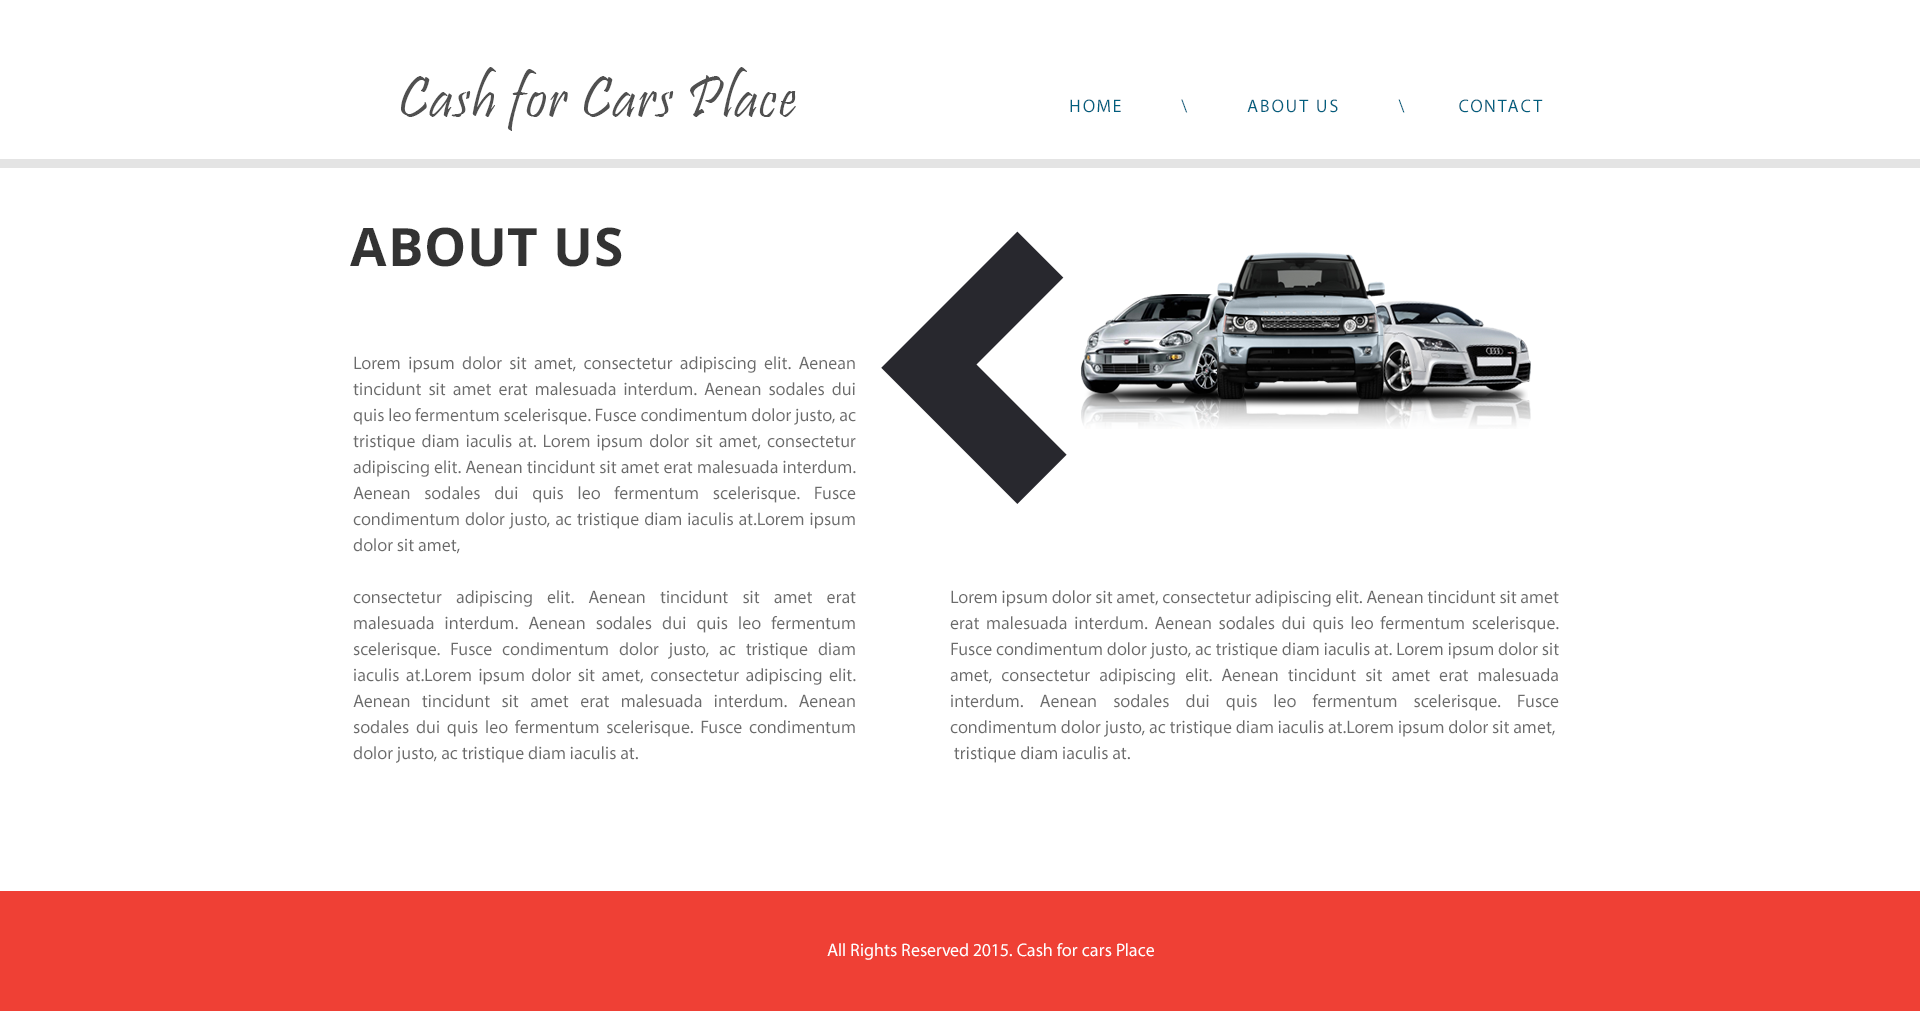 Cash for Cars Place
HOME \ ABOUT US \ CONTACT
ABOUT US
Lorem ipsum dolor sit amet, consectetur adipiscing elit. Aenean
tincidunt sit amet erat malesuada interdum. Aenean sodales dui
quis leo fermentum scelerisque. Fusce condimentum dolor justo, ac
tristique diam iaculis at. Lorem ipsum dolor sit amet, consectetur
adipiscing elit. Aenean tincidunt sit amet erat malesuada interdum.
Aenean sodales dui quis leo fermentum scelerisque. Fusce
condimentum dolor justo, ac tristique diam iaculis at.Lorem ipsum
dolor sit amet,
consectetur adipiscing elit. Aenean tincidunt sit amet erat
malesuada interdum. Aenean sodales dui quis leo fermentum
scelerisque. Fusce condimentum dolor justo, ac tristique diam
iaculis at.Lorem ipsum dolor sit amet, consectetur adipiscing elit.
Aenean tincidunt sit amet erat malesuada interdum. Aenean
sodales dui quis leo fermentum scelerisque. Fusce condimentum
dolor justo, ac tristique diam iaculis at.
Lorem ipsum dolor sit amet, consectetur adipiscing elit. Aenean tincidunt sit amet
erat malesuada interdum. Aenean sodales dui quis leo fermentum scelerisque.
Fusce condimentum dolor justo, ac tristique diam iaculis at. Lorem ipsum dolor sit
amet, consectetur adipiscing elit. Aenean tincidunt sit amet erat malesuada
interdum. Aenean sodales dui quis leo fermentum scelerisque. Fusce
condimentum dolor justo, ac tristique diam iaculis at.Lorem ipsum dolor sit amet,
tristique diam iaculis at.
All Rights Reserved 2015. Cash for cars Place